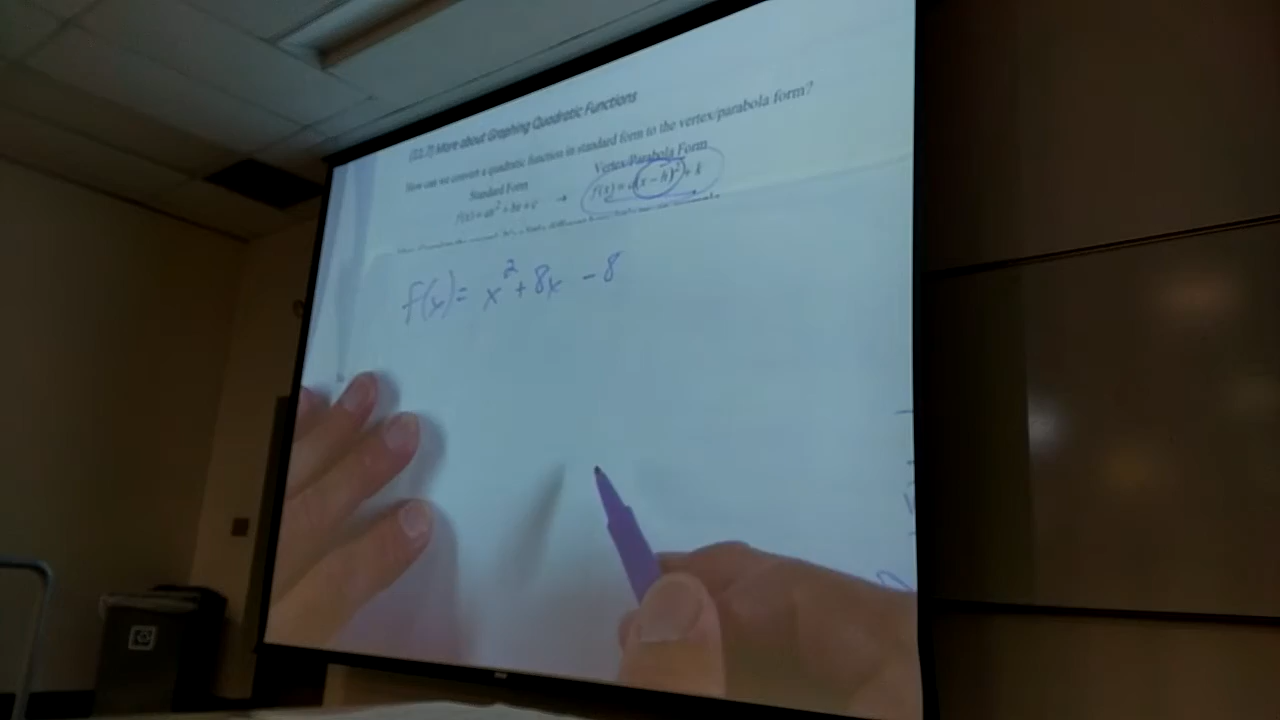 (11.7) More about Graphing Quadratic Functions
How can we convert a quadratic function in standard form to the vertex/parabola form?
Standard Form
Vertex/Parabola Form
f(x) = ax² + bx + c → f(x) = a(x − h)² + k
f(x) = x² + 8x − 8